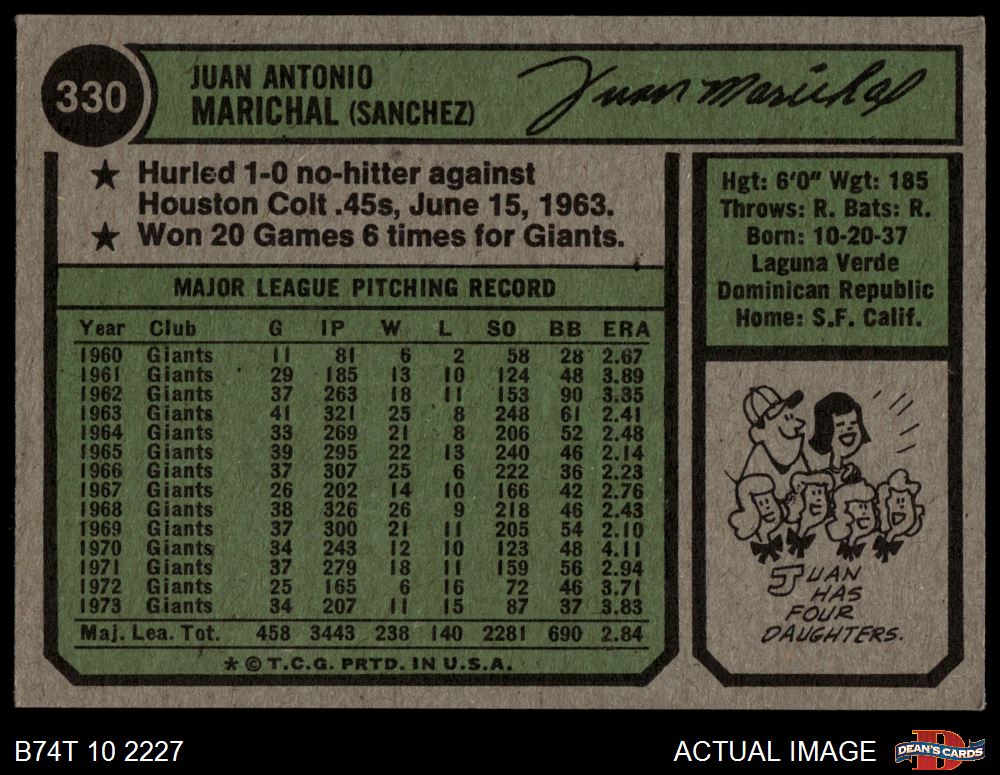 330
JUAN ANTONIO
MARICHAL (SANCHEZ)
Juan Marichal
★ Hurled 1-0 no-hitter against
Houston Colt .45s, June 15, 1963.
★ Won 20 Games 6 times for Giants.
MAJOR LEAGUE PITCHING RECORD
Year Club G IP W L SO BB ERA
1960 Giants 11 81 6 2 58 28 2.67
1961 Giants 29 185 13 10 124 48 3.89
1962 Giants 37 263 18 11 153 90 3.35
1963 Giants 41 321 25 8 248 61 2.41
1964 Giants 33 269 21 8 206 52 2.48
1965 Giants 39 295 22 13 240 46 2.14
1966 Giants 37 307 25 6 222 36 2.23
1967 Giants 26 202 14 10 166 42 2.76
1968 Giants 38 326 26 9 218 46 2.43
1969 Giants 37 300 21 11 205 54 2.10
1970 Giants 34 243 12 10 123 48 4.11
1971 Giants 37 279 18 11 159 56 2.94
1972 Giants 25 165 6 16 72 46 3.71
1973 Giants 34 207 11 15 87 37 3.83
Maj. Lea. Tot. 458 3443 238 140 2281 690 2.84
★ © T.C.G. PRTD. IN U.S.A.
Hgt: 6'0" Wgt: 185
Throws: R. Bats: R.
Born: 10-20-37
Laguna Verde
Dominican Republic
Home: S.F. Calif.
JUAN
HAS
FOUR
DAUGHTERS.
B74T 10 2227
ACTUAL IMAGE
D
DEAN'S CARDS